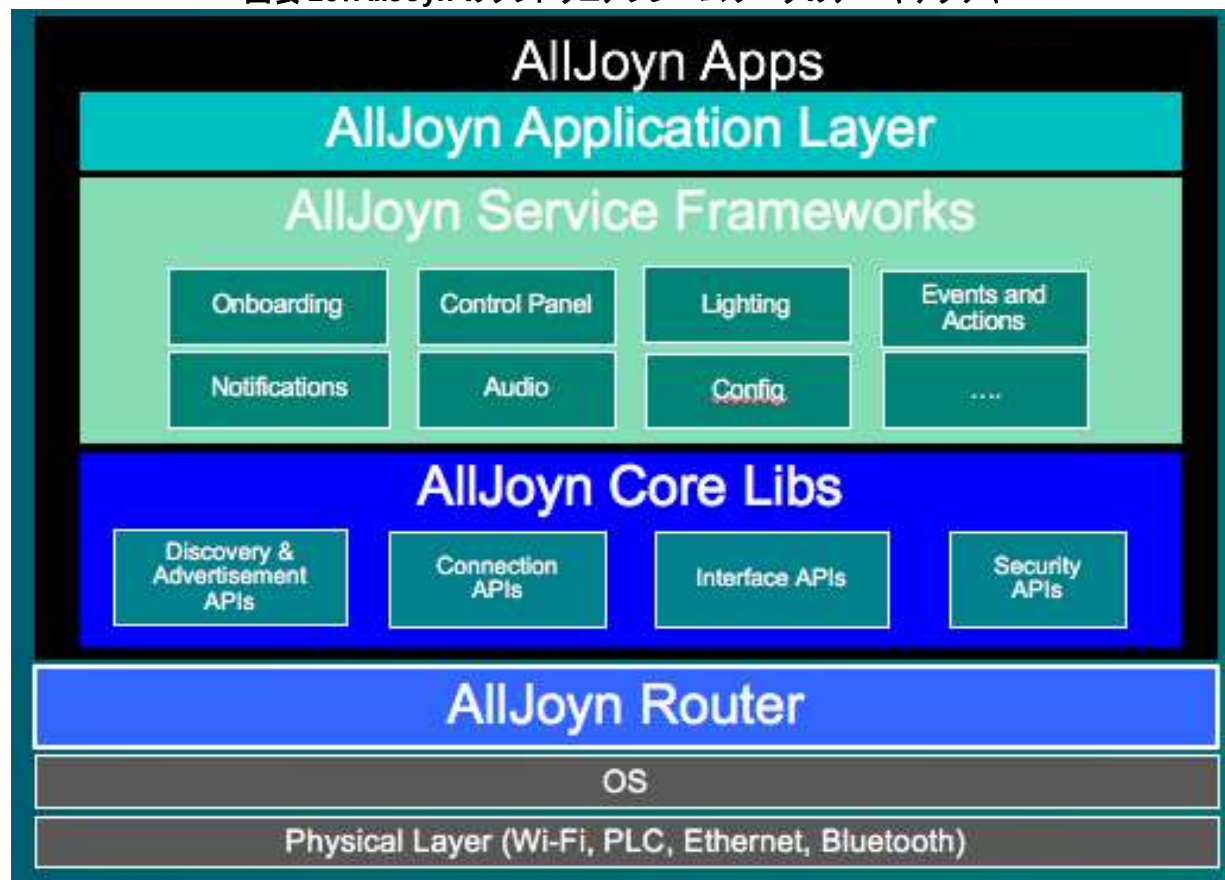 AllJoyn Apps
AllJoyn Application Layer
AllJoyn Service Frameworks
Onboarding
Control Panel
Lighting
Events and
Actions
Notifications
Audio
Config
....
AllJoyn Core Libs
Discovery &
Advertisement
APIs
Connection
APIs
Interface APIs
Security
APIs
AllJoyn Router
OS
Physical Layer (Wi-Fi, PLC, Ethernet, Bluetooth)